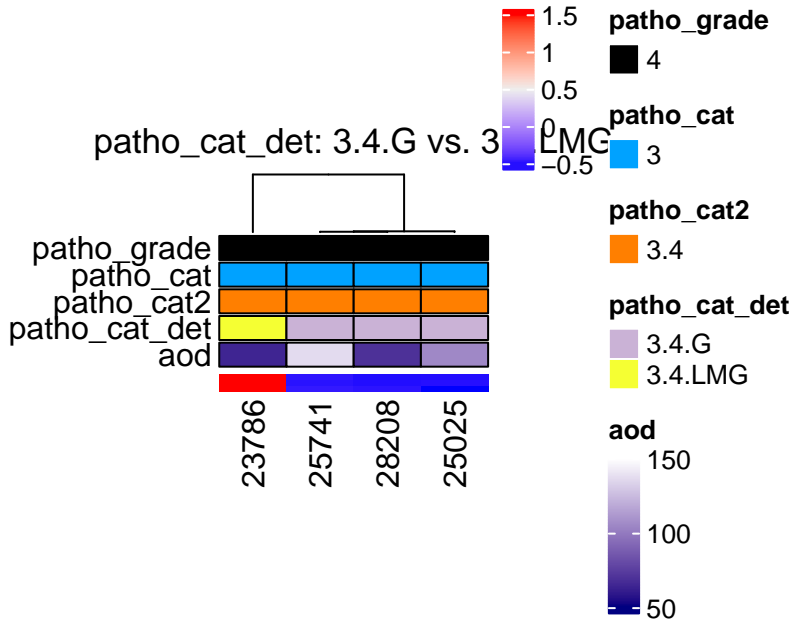 patho_cat_det: 3.4.G vs. 3 LMG
1.5
1
0.5
0
−0.5
patho_grade
patho_cat
patho_cat2
patho_cat_det
aod
23786
25741
28208
25025
patho_grade
4
patho_cat
3
patho_cat2
3.4
patho_cat_det
3.4.G
3.4.LMG
aod
150
100
50